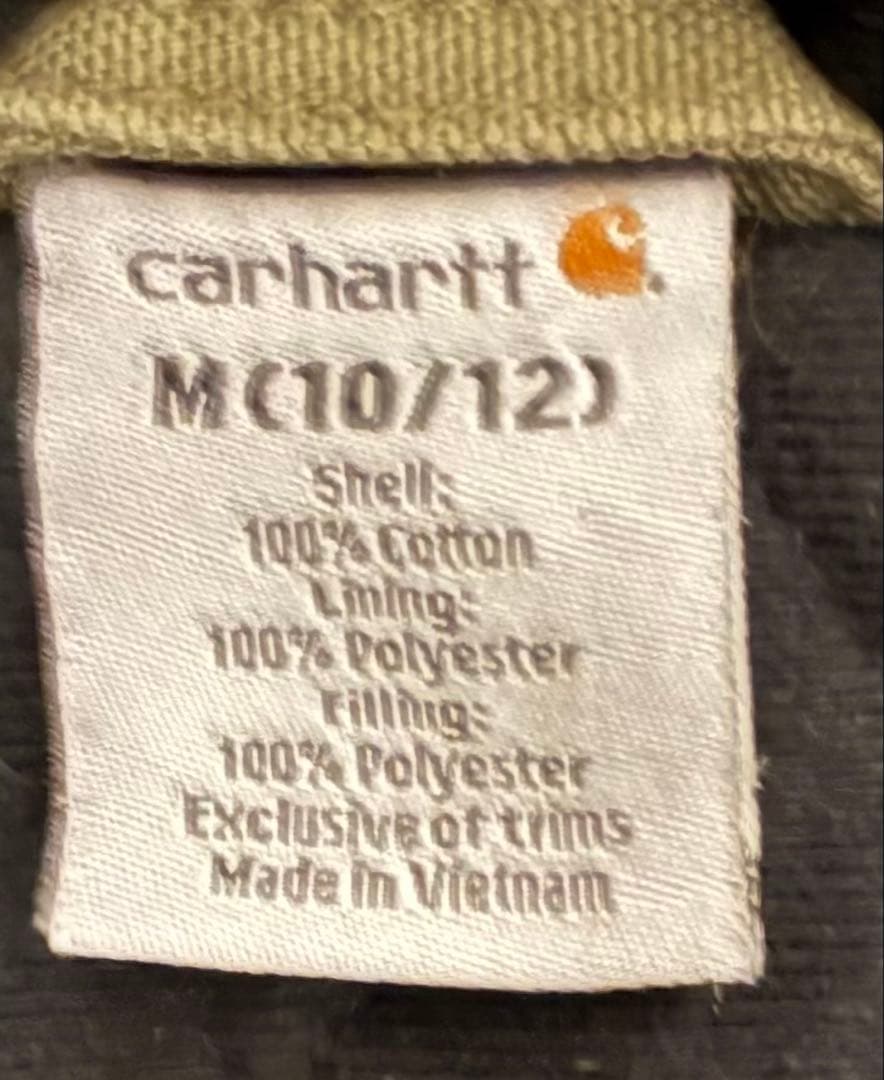 carhartt
M (10/12)
Shell:
100% Cotton
Lining:
100% Polyester
Filling:
100% Polyester
Exclusive of trims
Made in Vietnam